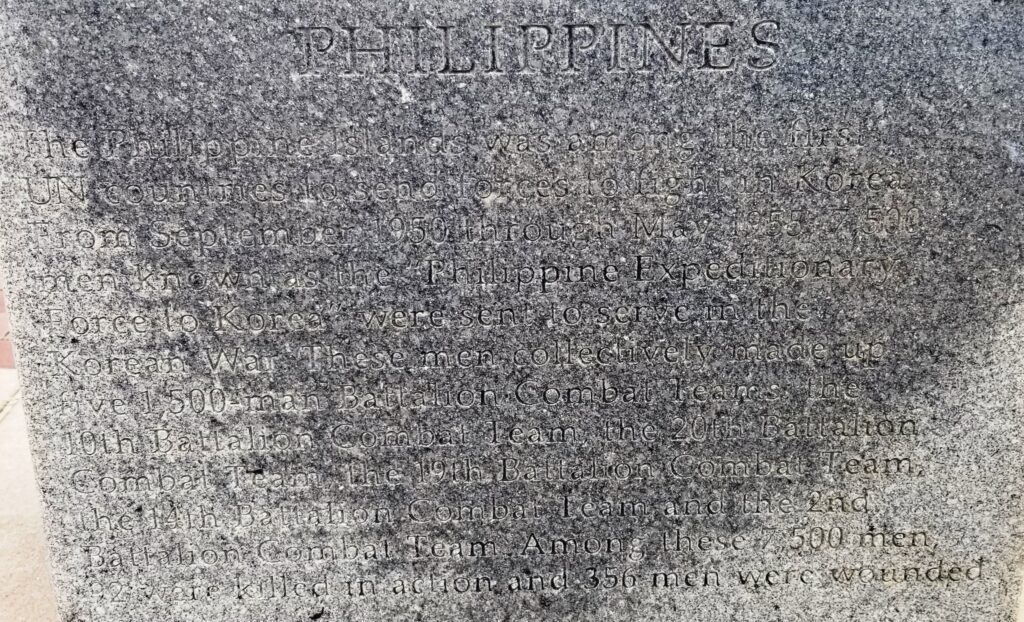 PHILIPPINES
The Philippine Islands was among the first
UN countries to send forces to fight in Korea.
From September 1950 through May 1955, 7,500
men known as the "Philippine Expeditionary
Force to Korea" were sent to serve in the
Korean War. These men collectively made up
five 1,500-man Battalion Combat Teams: the
10th Battalion Combat Team, the 20th Battalion
Combat Team, the 19th Battalion Combat Team,
the 14th Battalion Combat Team and the 2nd
Battalion Combat Team. Among these 7,500 men,
92 were killed in action and 356 men were wounded